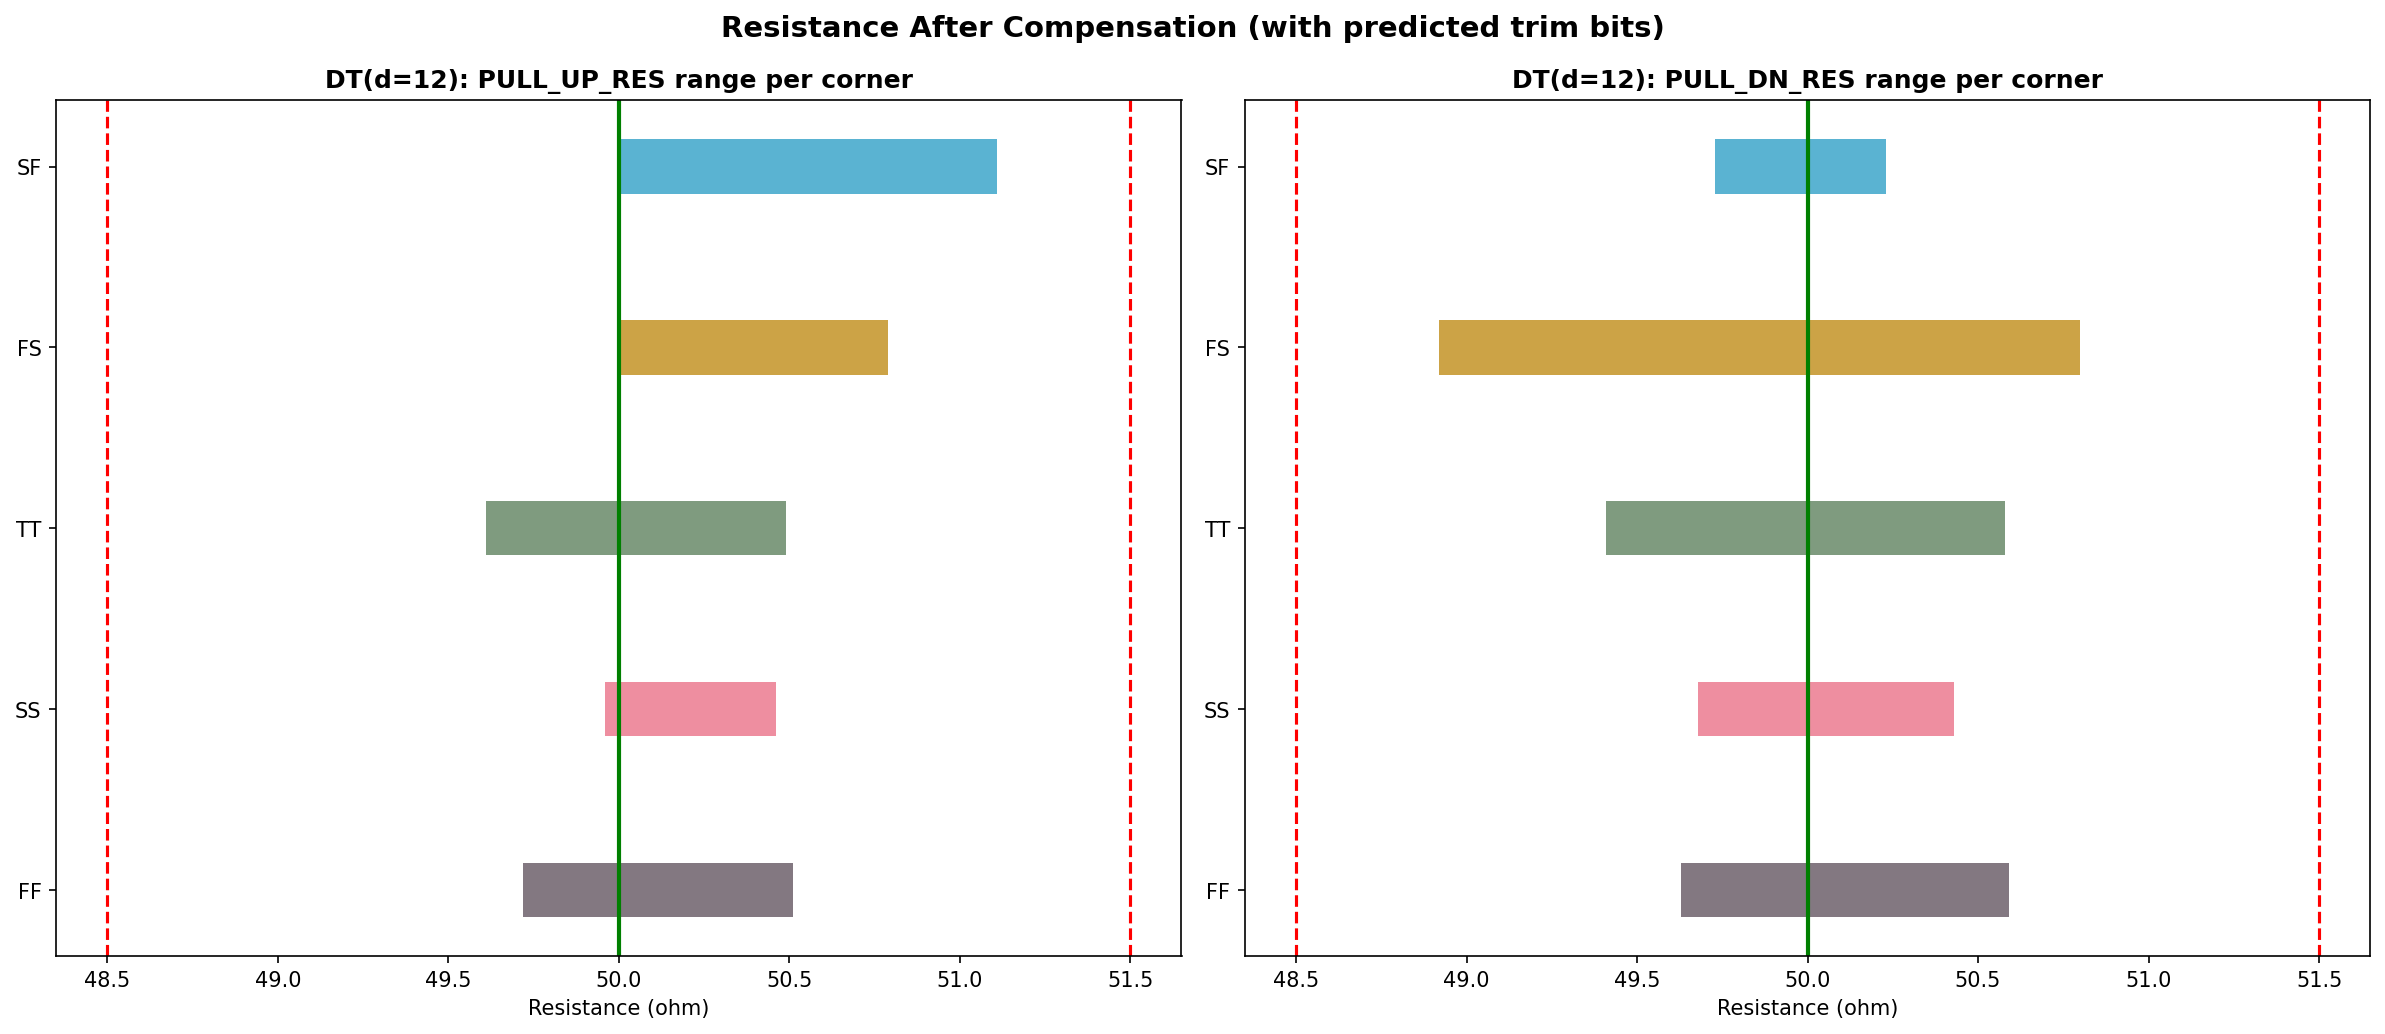 Resistance After Compensation (with predicted trim bits)
DT(d=12): PULL_UP_RES range per corner
SF
FS
TT
SS
FF
48.5 49.0 49.5 50.0 50.5 51.0 51.5
Resistance (ohm)
DT(d=12): PULL_DN_RES range per corner
SF
FS
TT
SS
FF
48.5 49.0 49.5 50.0 50.5 51.0 51.5
Resistance (ohm)